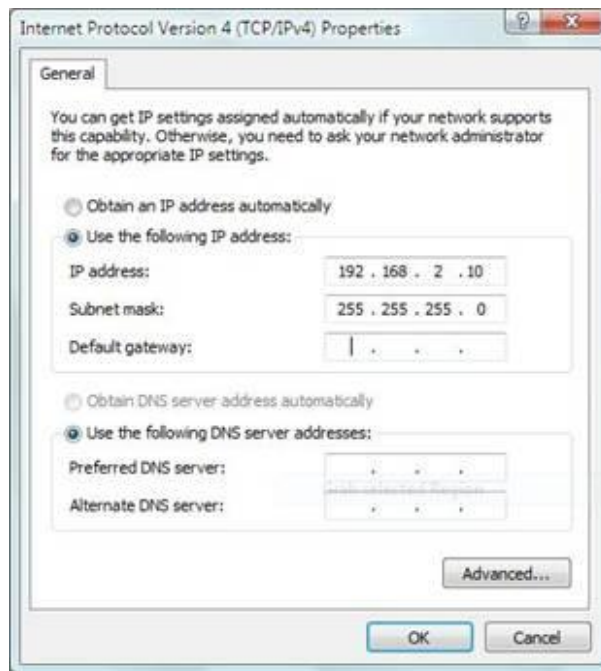 Internet Protocol Version 4 (TCP/IPv4) Properties
General
You can get IP settings assigned automatically if your network supports
this capability. Otherwise, you need to ask your network administrator
for the appropriate IP settings.
Obtain an IP address automatically
Use the following IP address:
IP address: 192 . 168 . 2 . 10
Subnet mask: 255 . 255 . 255 . 0
Default gateway: . . .
Obtain DNS server address automatically
Use the following DNS server addresses:
Preferred DNS server: . . .
Alternate DNS server: . . .
Advanced...
OK Cancel